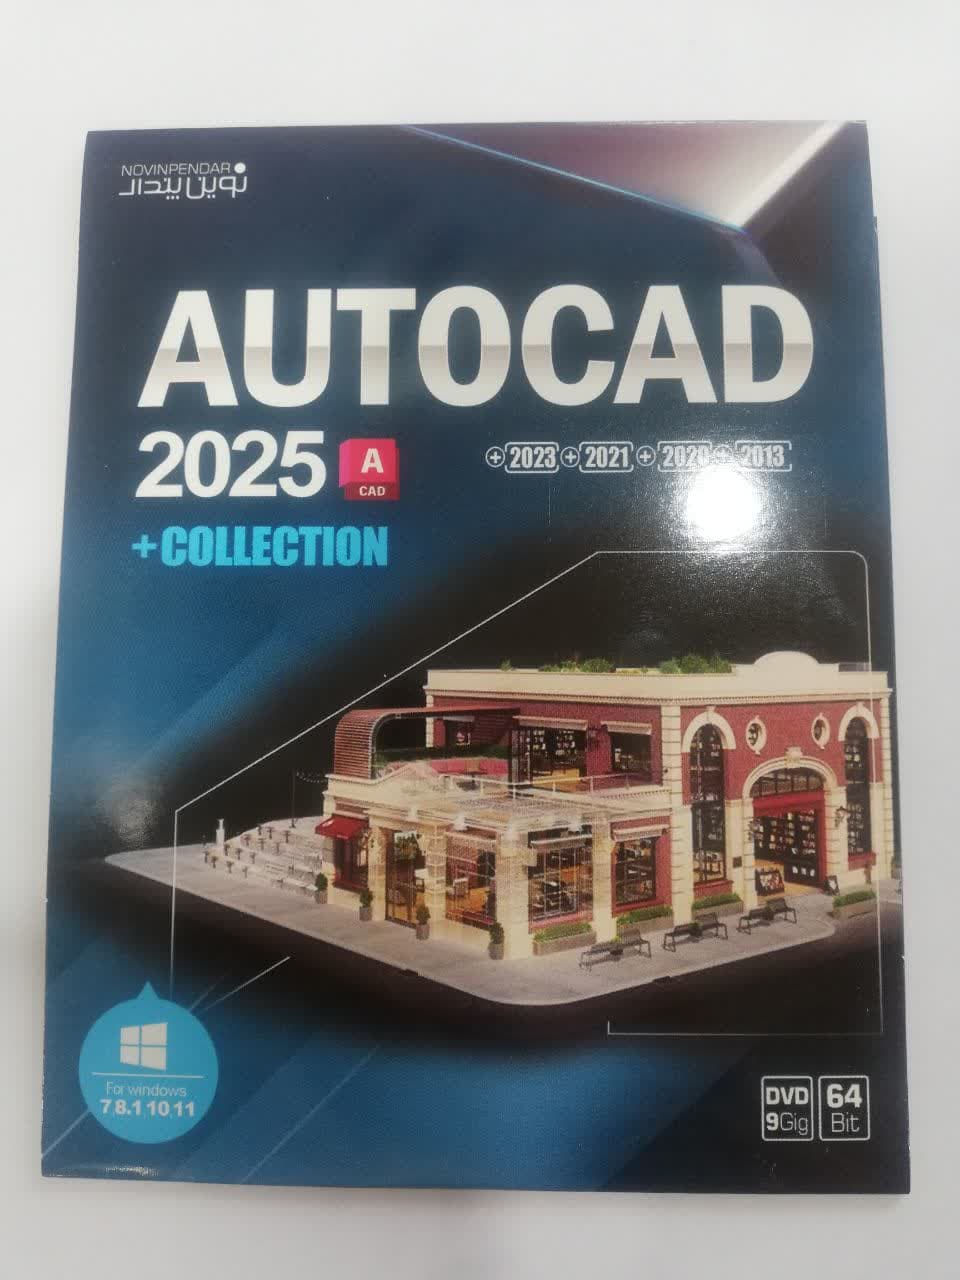 NOVINPENDAR
نوین پندار
AUTOCAD
2025 A CAD
+2023 +2021 +2020 +2013
+COLLECTION
For windows
7,8.1,10,11
DVD 9Gig
64 Bit